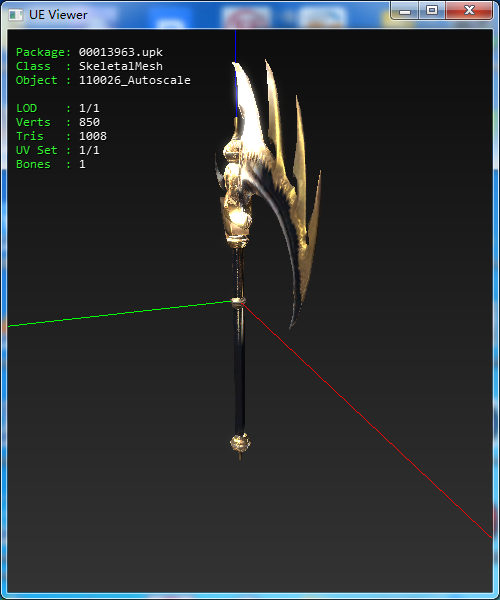 UE Viewer
Package: 00013963.upk
Class : SkeletalMesh
Object : 110026_Autoscale
LOD : 1/1
Verts : 850
Tris : 1008
UV Set : 1/1
Bones : 1